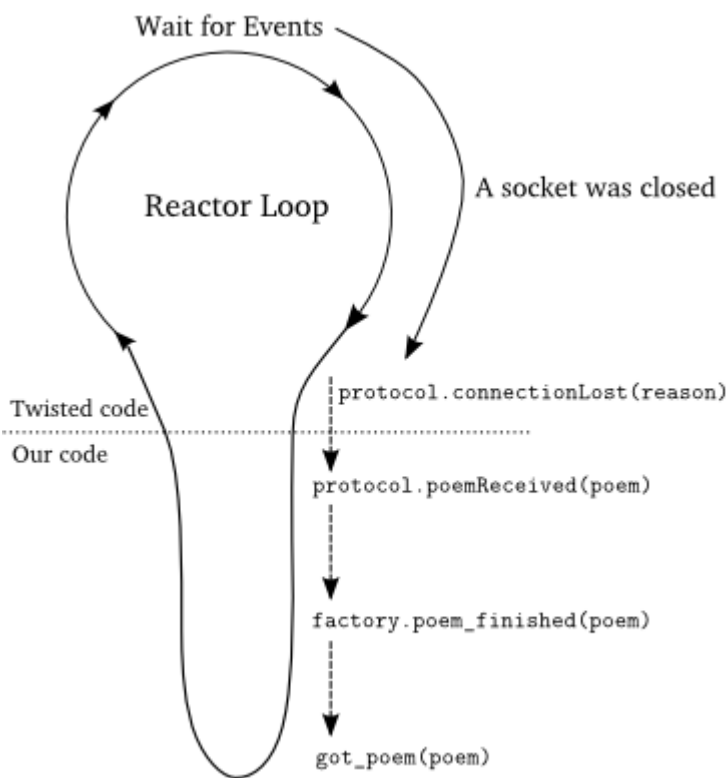 Wait for Events
A socket was closed
Reactor Loop
protocol.connectionLost(reason)
Twisted code
Our code
protocol.poemReceived(poem)
factory.poem_finished(poem)
got_poem(poem)